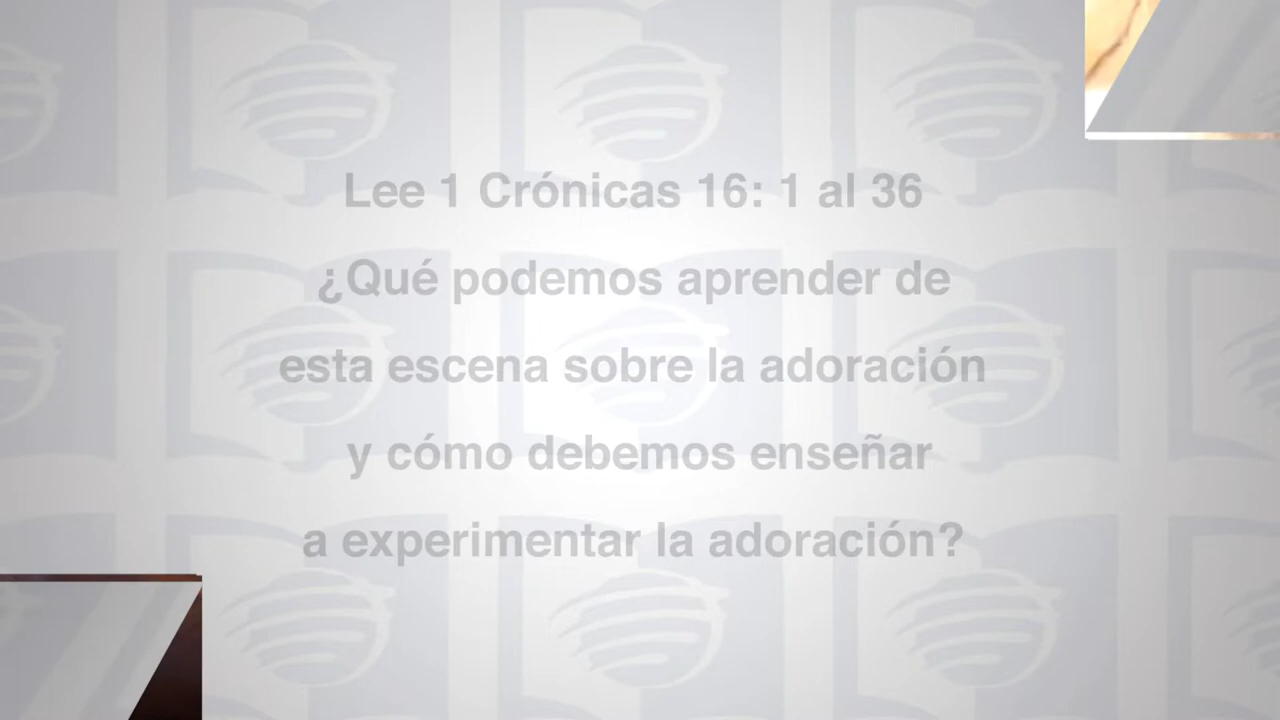 Lee 1 Crónicas 16: 1 al 36
¿Qué podemos aprender de
esta escena sobre la adoración
y cómo debemos enseñar
a experimentar la adoración?